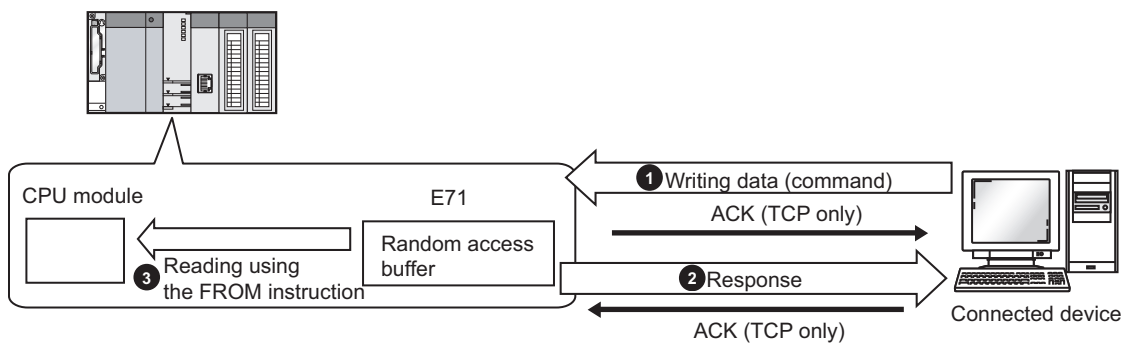 CPU module
E71
Random access
buffer
3 Reading using
the FROM instruction
1 Writing data (command)
ACK (TCP only)
2 Response
ACK (TCP only)
Connected device